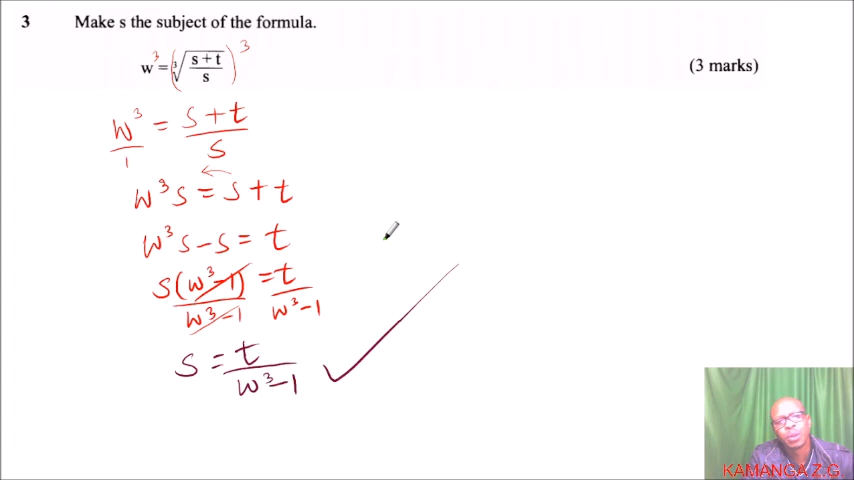 3 Make s the subject of the formula.
w³ = (∛((s + t)/s))³ (3 marks)
w³/1 = (s + t)/s
w³s = s + t
w³s − s = t
s(w³ − 1)/(w³ − 1) = t/(w³ − 1)
s = t/(w³ − 1)
KAMANGA Z.G.